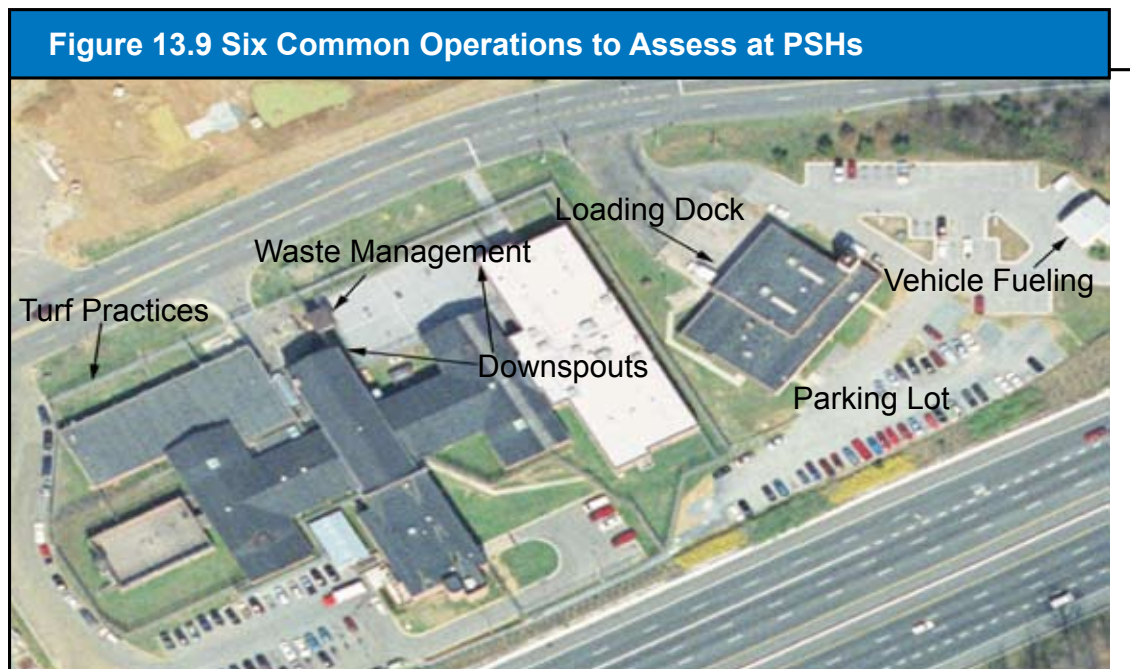 Figure 13.9 Six Common Operations to Assess at PSHs
Loading Dock
Waste Management
Vehicle Fueling
Turf Practices
Downspouts
Parking Lot